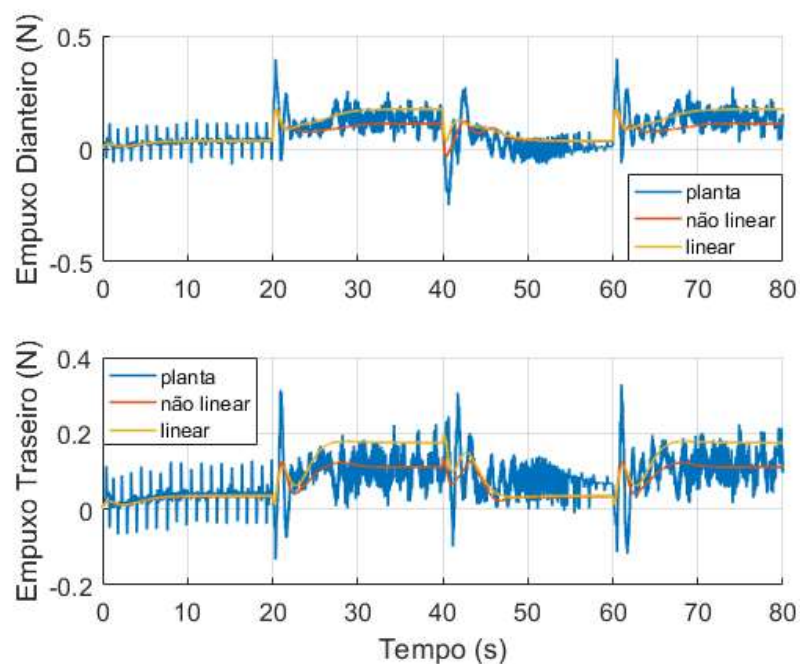 Empuxo Dianteiro (N)
0.5
0
-0.5
planta
não linear
linear
0 10 20 30 40 50 60 70 80
Empuxo Traseiro (N)
0.4
0.2
0
-0.2
planta
não linear
linear
0 10 20 30 40 50 60 70 80
Tempo (s)